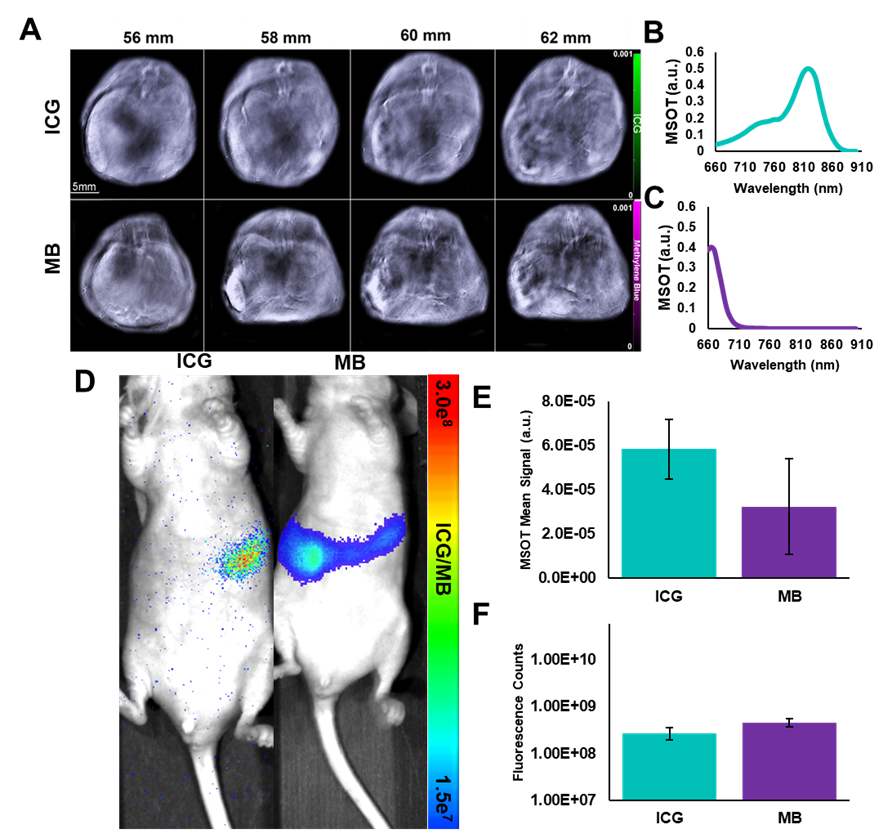 A
56 mm
58 mm
60 mm
62 mm
ICG
MB
5mm
0.001
ICG
0
0.001
Methylene Blue
0
B
MSOT (a.u.)
0.6
0.5
0.4
0.3
0.2
0.1
0
660 710 760 810 860 910
Wavelength (nm)
C
MSOT (a.u.)
0.6
0.5
0.4
0.3
0.2
0.1
0
660 710 760 810 860 910
Wavelength (nm)
D
ICG
MB
3.0e⁸
ICG/MB
1.5e⁷
E
MSOT Mean Signal (a.u.)
8.0E-05
6.0E-05
4.0E-05
2.0E-05
0.0E+00
ICG
MB
F
Fluorescence Counts
1.00E+10
1.00E+09
1.00E+08
1.00E+07
ICG
MB